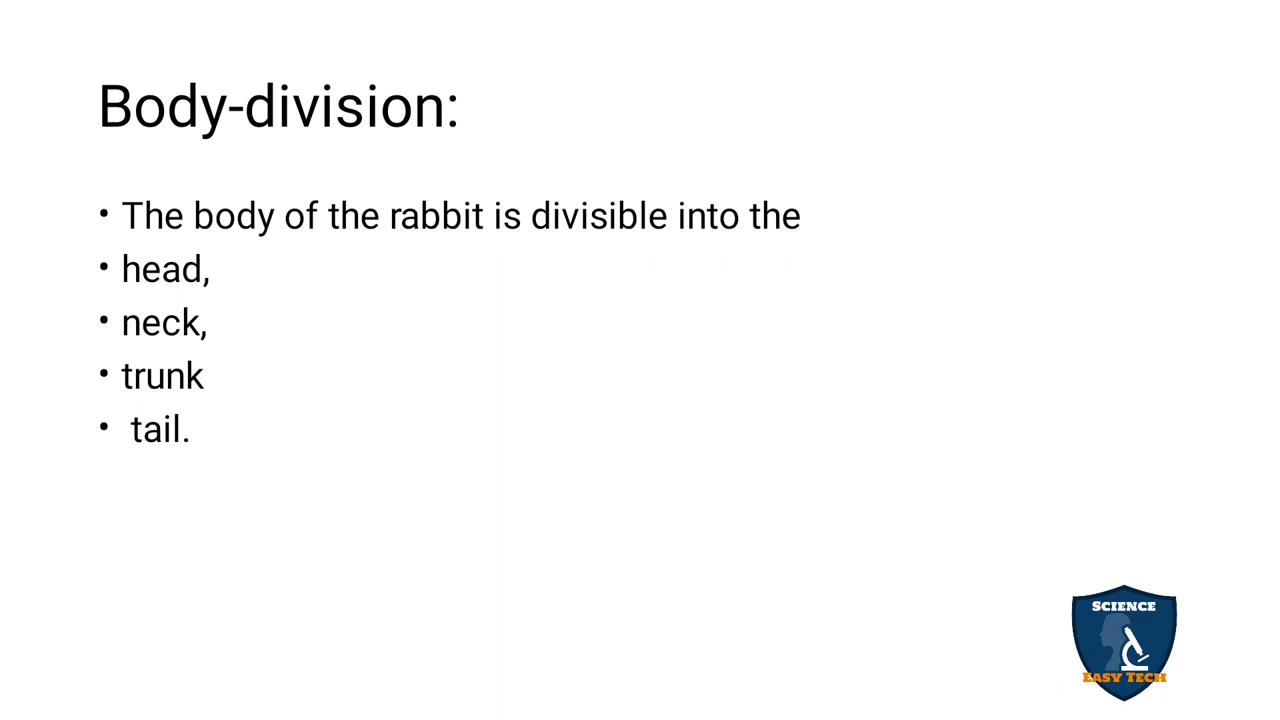 Body-division:
• The body of the rabbit is divisible into the
• head,
• neck,
• trunk
• tail.
SCIENCE
EASY TECH